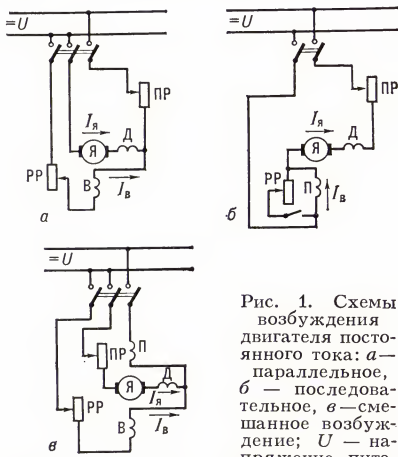 =U
ПР
Iя
Д
Я
РР
В
Iв
а
=U
ПР
Iя
Д
Я
РР
П
Iв
б
=U
П
ПР
Д
Iя
Я
РР
В
Iв
в
Рис. 1. Схемы
возбуждения
двигателя посто-
янного тока: а—
параллельное,
б — последова-
тельное, в—сме-
шанное возбуж-
дение; U — на-